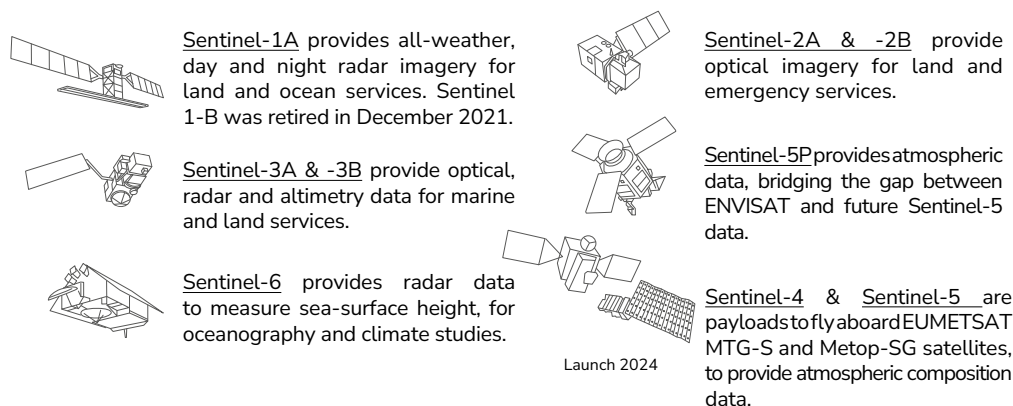 Sentinel-1A provides all-weather,
day and night radar imagery for
land and ocean services. Sentinel
1-B was retired in December 2021.
Sentinel-3A & -3B provide optical,
radar and altimetry data for marine
and land services.
Sentinel-6 provides radar data
to measure sea-surface height, for
oceanography and climate studies.
Sentinel-2A & -2B provide
optical imagery for land and
emergency services.
Sentinel-5P provides atmospheric
data, bridging the gap between
ENVISAT and future Sentinel-5
data.
Sentinel-4 & Sentinel-5 are
payloads to fly aboard EUMETSAT
MTG-S and Metop-SG satellites,
to provide atmospheric composition
data.
Launch 2024